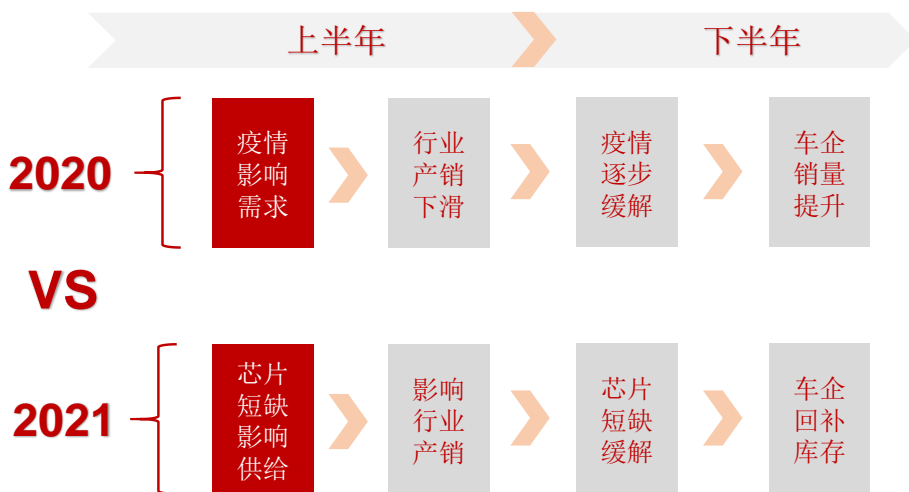 上半年
下半年
2020
疫情
影响
需求
行业
产销
下滑
疫情
逐步
缓解
车企
销量
提升
VS
2021
芯片
短缺
影响
供给
影响
行业
产销
芯片
短缺
缓解
车企
回补
库存